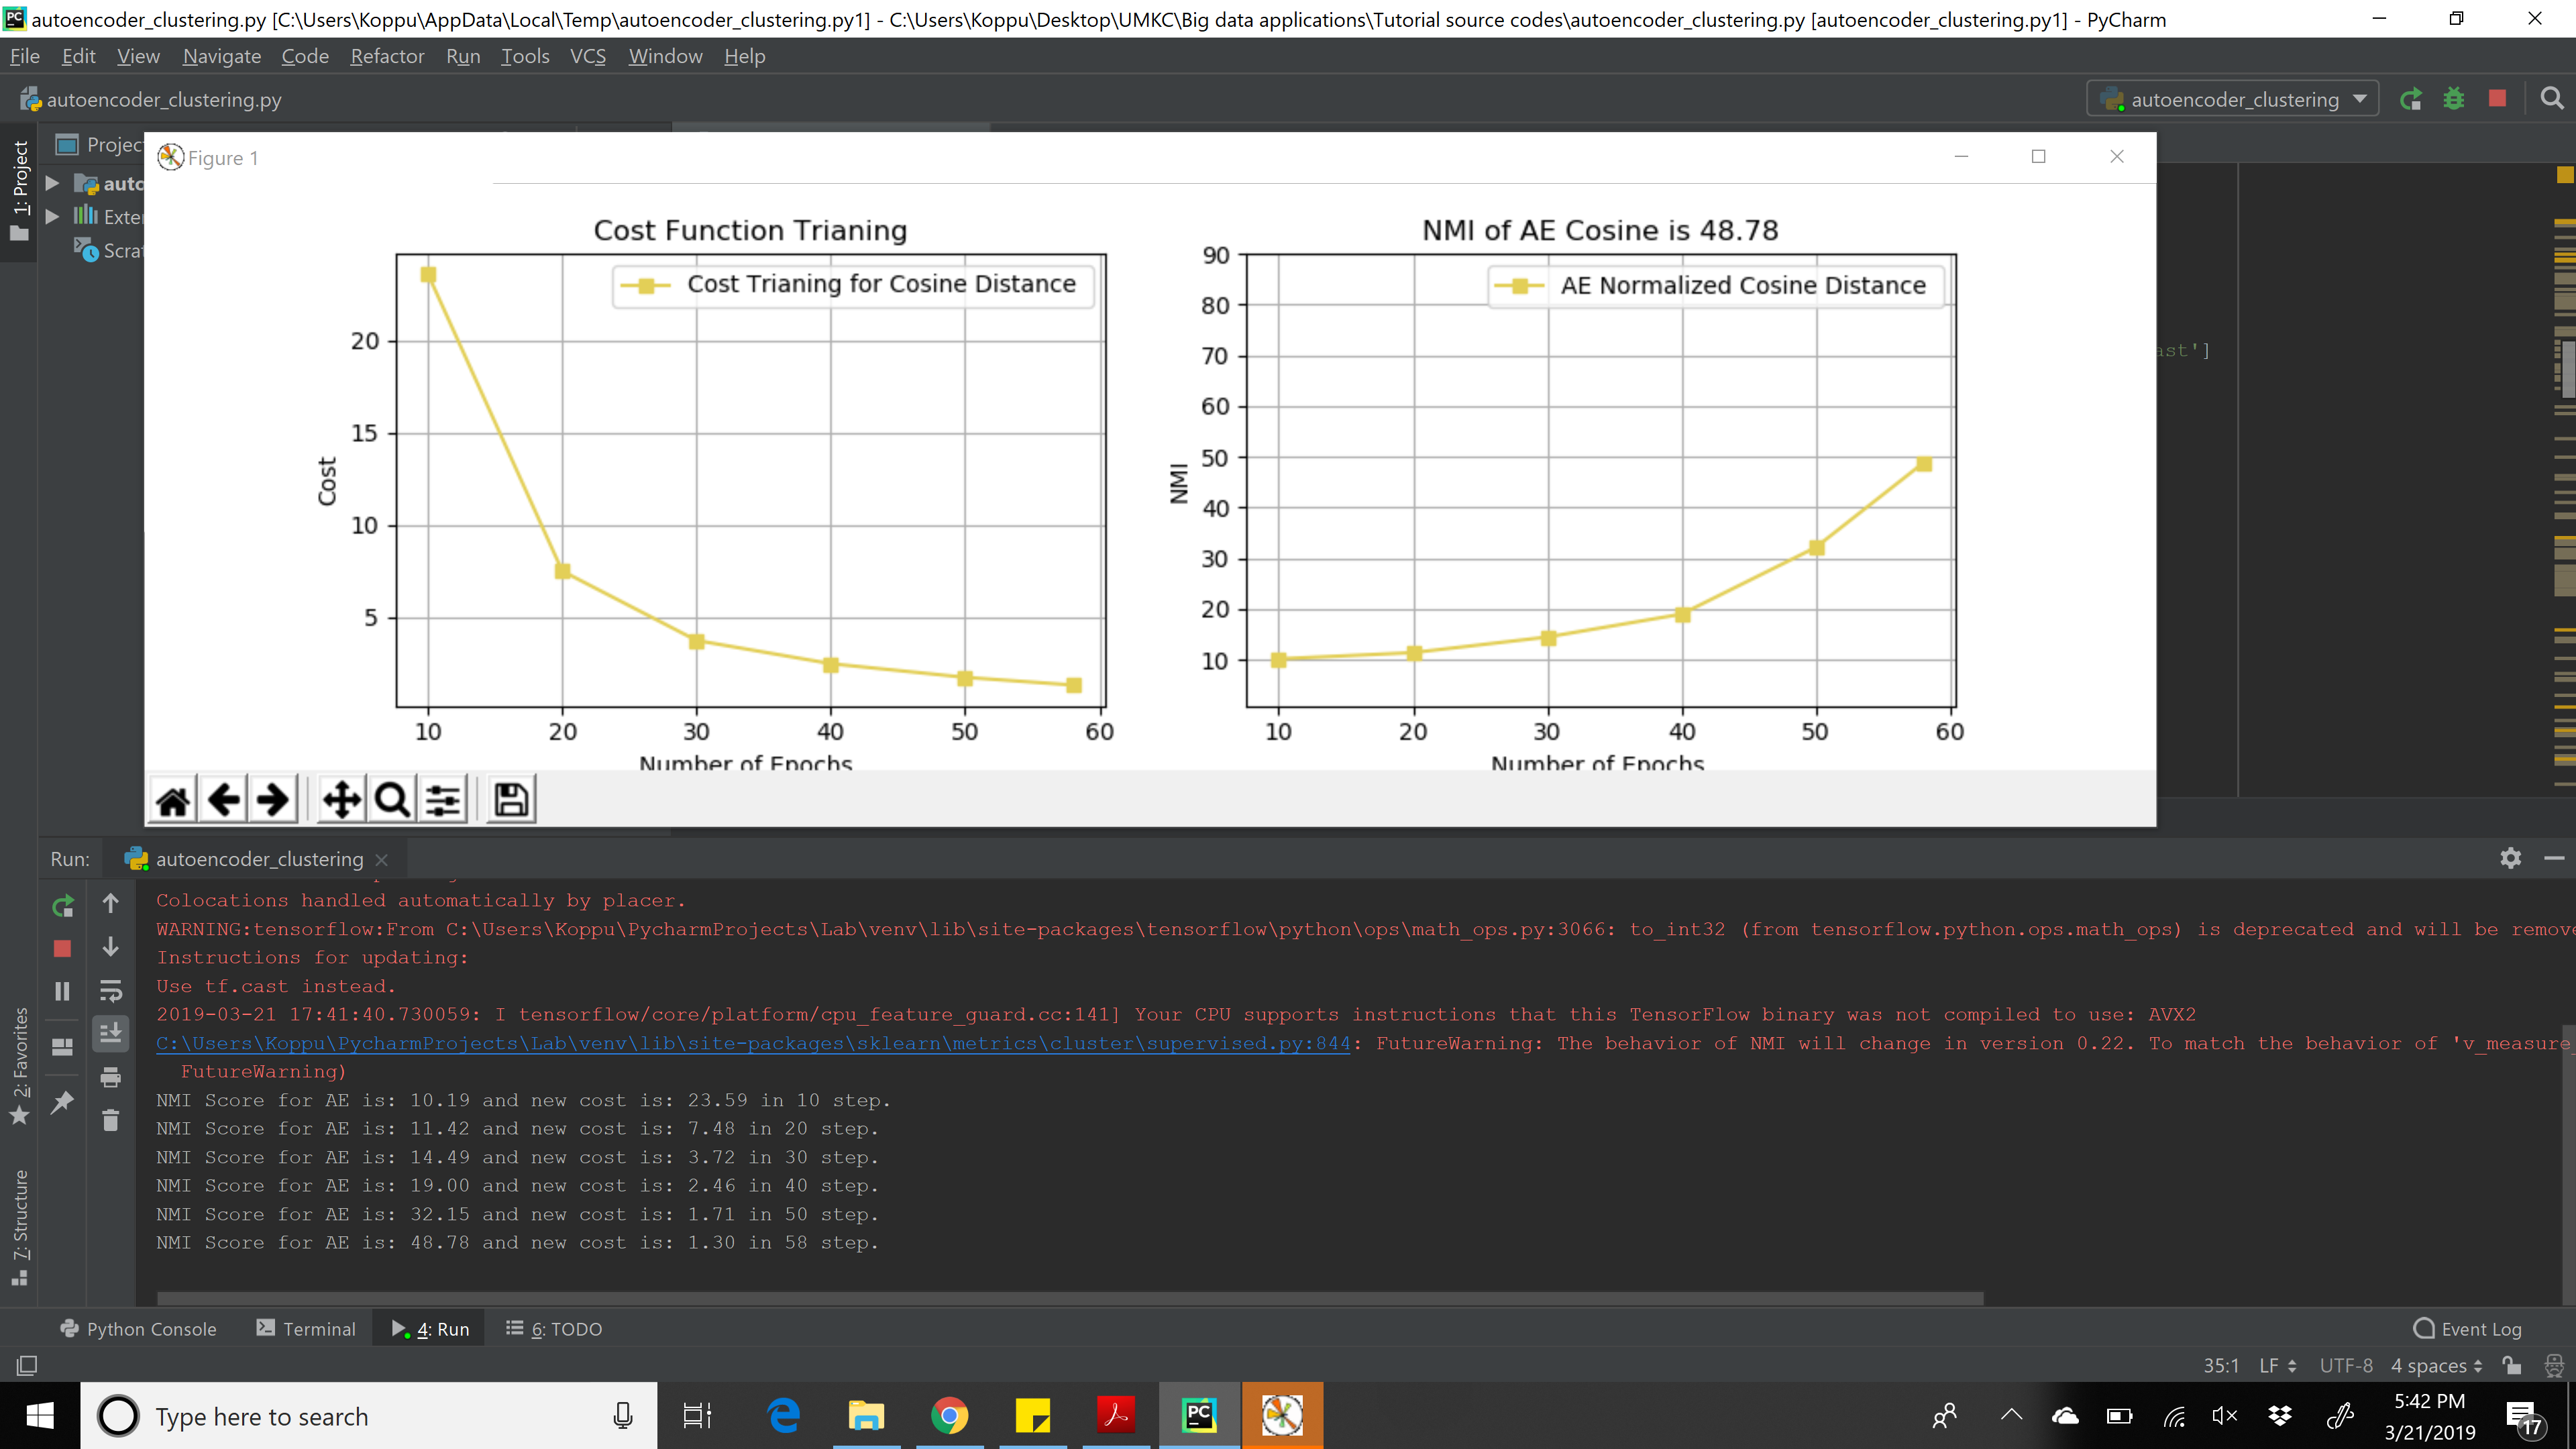 autoencoder_clustering.py [C:\Users\Koppu\AppData\Local\Temp\autoencoder_clustering.py1] - C:\Users\Koppu\Desktop\UMKC\Big data applications\Tutorial source codes\autoencoder_clustering.py [autoencoder_clustering.py1] - PyCharm
File Edit View Navigate Code Refactor Run Tools VCS Window Help
autoencoder_clustering.py
autoencoder_clustering
1: Project
Projec
auto
Exter
Scrat
Figure 1
Cost Function Trianing
Cost Trianing for Cosine Distance
20
15
10
5
Cost
10 20 30 40 50 60
Number of Epochs
NMI of AE Cosine is 48.78
AE Normalized Cosine Distance
90
80
70
60
50
40
30
20
10
NMI
10 20 30 40 50 60
Number of Epochs
ast']
Run: autoencoder_clustering
Colocations handled automatically by placer.
WARNING:tensorflow:From C:\Users\Koppu\PycharmProjects\Lab\venv\lib\site-packages\tensorflow\python\ops\math_ops.py:3066: to_int32 (from tensorflow.python.ops.math_ops) is deprecated and will be remove
Instructions for updating:
Use tf.cast instead.
2019-03-21 17:41:40.730059: I tensorflow/core/platform/cpu_feature_guard.cc:141] Your CPU supports instructions that this TensorFlow binary was not compiled to use: AVX2
C:\Users\Koppu\PycharmProjects\Lab\venv\lib\site-packages\sklearn\metrics\cluster\supervised.py:844: FutureWarning: The behavior of NMI will change in version 0.22. To match the behavior of 'v_measure_
FutureWarning)
NMI Score for AE is: 10.19 and new cost is: 23.59 in 10 step.
NMI Score for AE is: 11.42 and new cost is: 7.48 in 20 step.
NMI Score for AE is: 14.49 and new cost is: 3.72 in 30 step.
NMI Score for AE is: 19.00 and new cost is: 2.46 in 40 step.
NMI Score for AE is: 32.15 and new cost is: 1.71 in 50 step.
NMI Score for AE is: 48.78 and new cost is: 1.30 in 58 step.
2: Favorites
7: Structure
Python Console Terminal 4: Run 6: TODO Event Log
35:1 LF UTF-8 4 spaces
Type here to search
PC
5:42 PM
3/21/2019
17